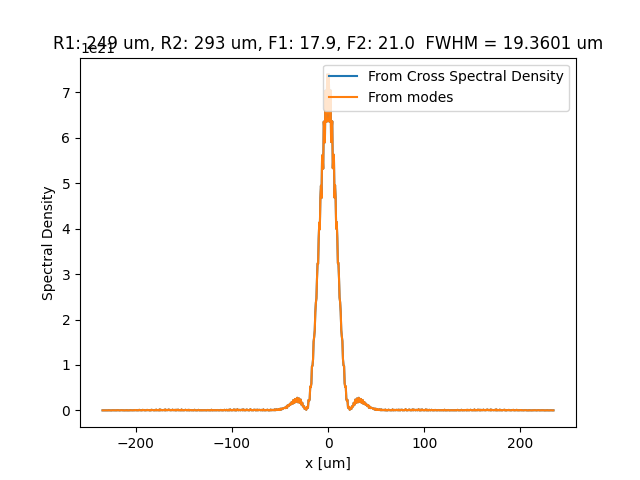 R1: 249 um, R2: 293 um, F1: 17.9, F2: 21.0  FWHM = 19.3601 um
1e21
From Cross Spectral Density
From modes
7
6
5
4
3
2
1
0
Spectral Density
−200
−100
0
100
200
x [um]